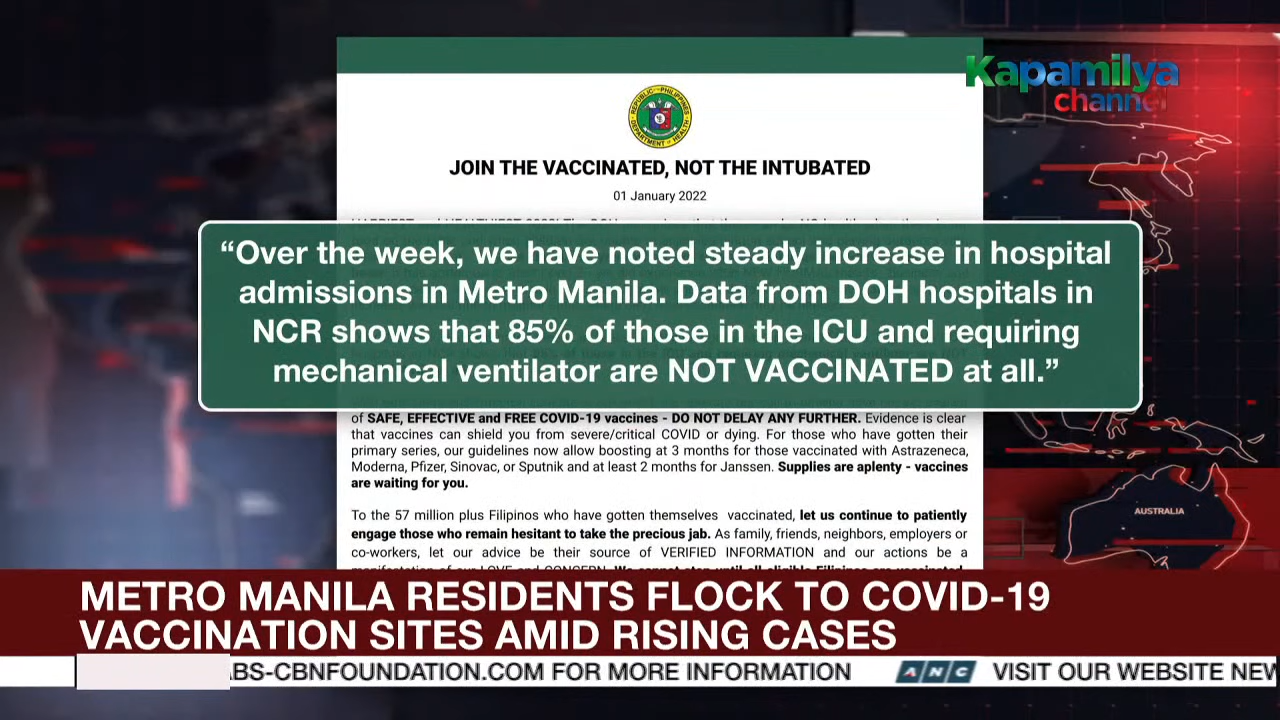 Kapamilya
channel
REPUBLIC OF THE PHILIPPINES
DEPARTMENT OF HEALTH
JOIN THE VACCINATED, NOT THE INTUBATED
01 January 2022
“Over the week, we have noted steady increase in hospital
admissions in Metro Manila. Data from DOH hospitals in
NCR shows that 85% of those in the ICU and requiring
mechanical ventilator are NOT VACCINATED at all.”
of SAFE, EFFECTIVE and FREE COVID-19 vaccines - DO NOT DELAY ANY FURTHER. Evidence is clear
that vaccines can shield you from severe/critical COVID or dying. For those who have gotten their
primary series, our guidelines now allow boosting at 3 months for those vaccinated with Astrazeneca,
Moderna, Pfizer, Sinovac, or Sputnik and at least 2 months for Janssen. Supplies are aplenty - vaccines
are waiting for you.
To the 57 million plus Filipinos who have gotten themselves vaccinated, let us continue to patiently
engage those who remain hesitant to take the precious jab. As family, friends, neighbors, employers or
co-workers, let our advice be their source of VERIFIED INFORMATION and our actions be a
AUSTRALIA
METRO MANILA RESIDENTS FLOCK TO COVID-19
VACCINATION SITES AMID RISING CASES
ABS-CBNFOUNDATION.COM FOR MORE INFORMATION ANC VISIT OUR WEBSITE NEW